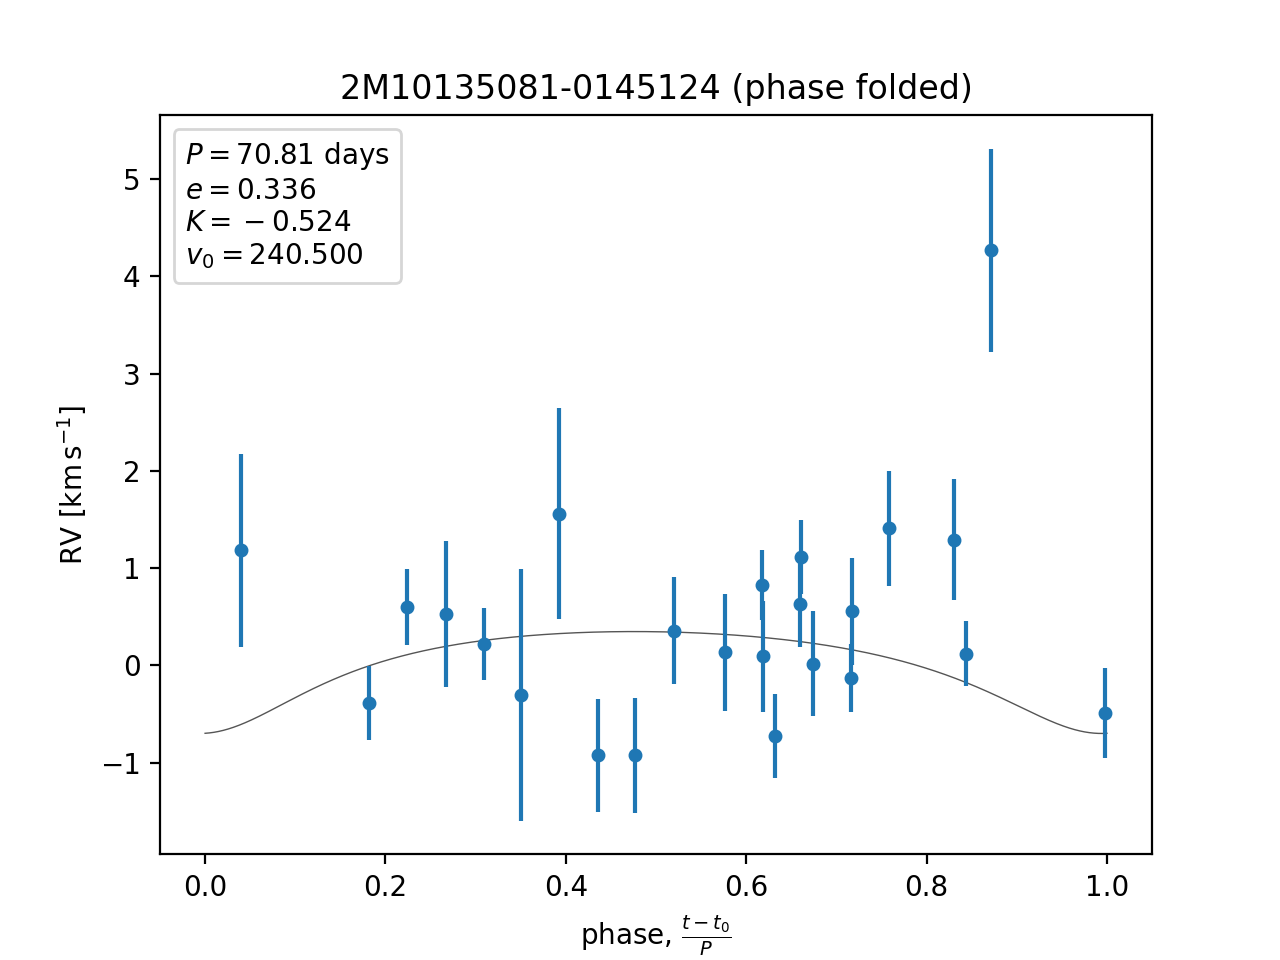 2M10135081-0145124 (phase folded)
P = 70.81 days
e = 0.336
K = −0.524
v₀ = 240.500
RV [km s⁻¹]
5
4
3
2
1
0
−1
0.0 0.2 0.4 0.6 0.8 1.0
phase, (t − t₀)/P